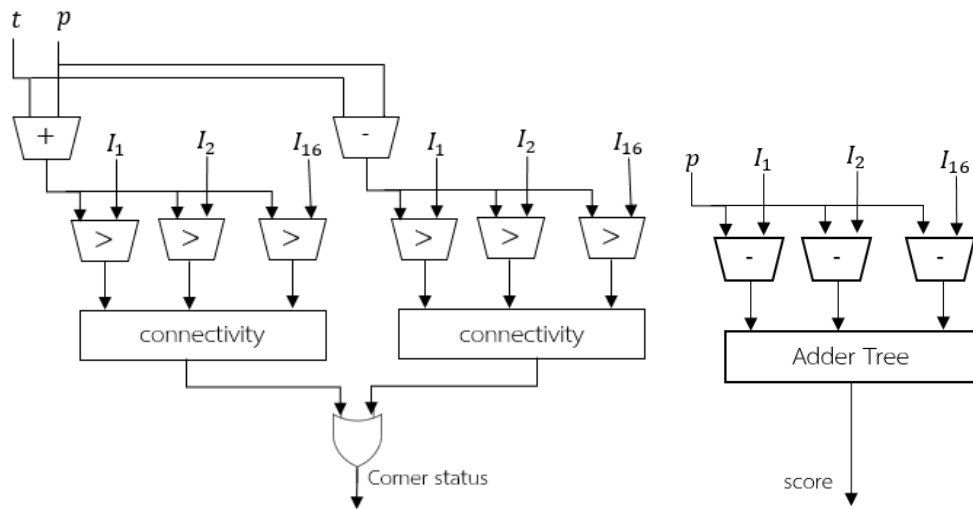 t p
+ -
I₁ I₂ I₁₆ I₁ I₂ I₁₆
> > > > > >
connectivity connectivity
Corner status
p I₁ I₂ I₁₆
- - -
Adder Tree
score